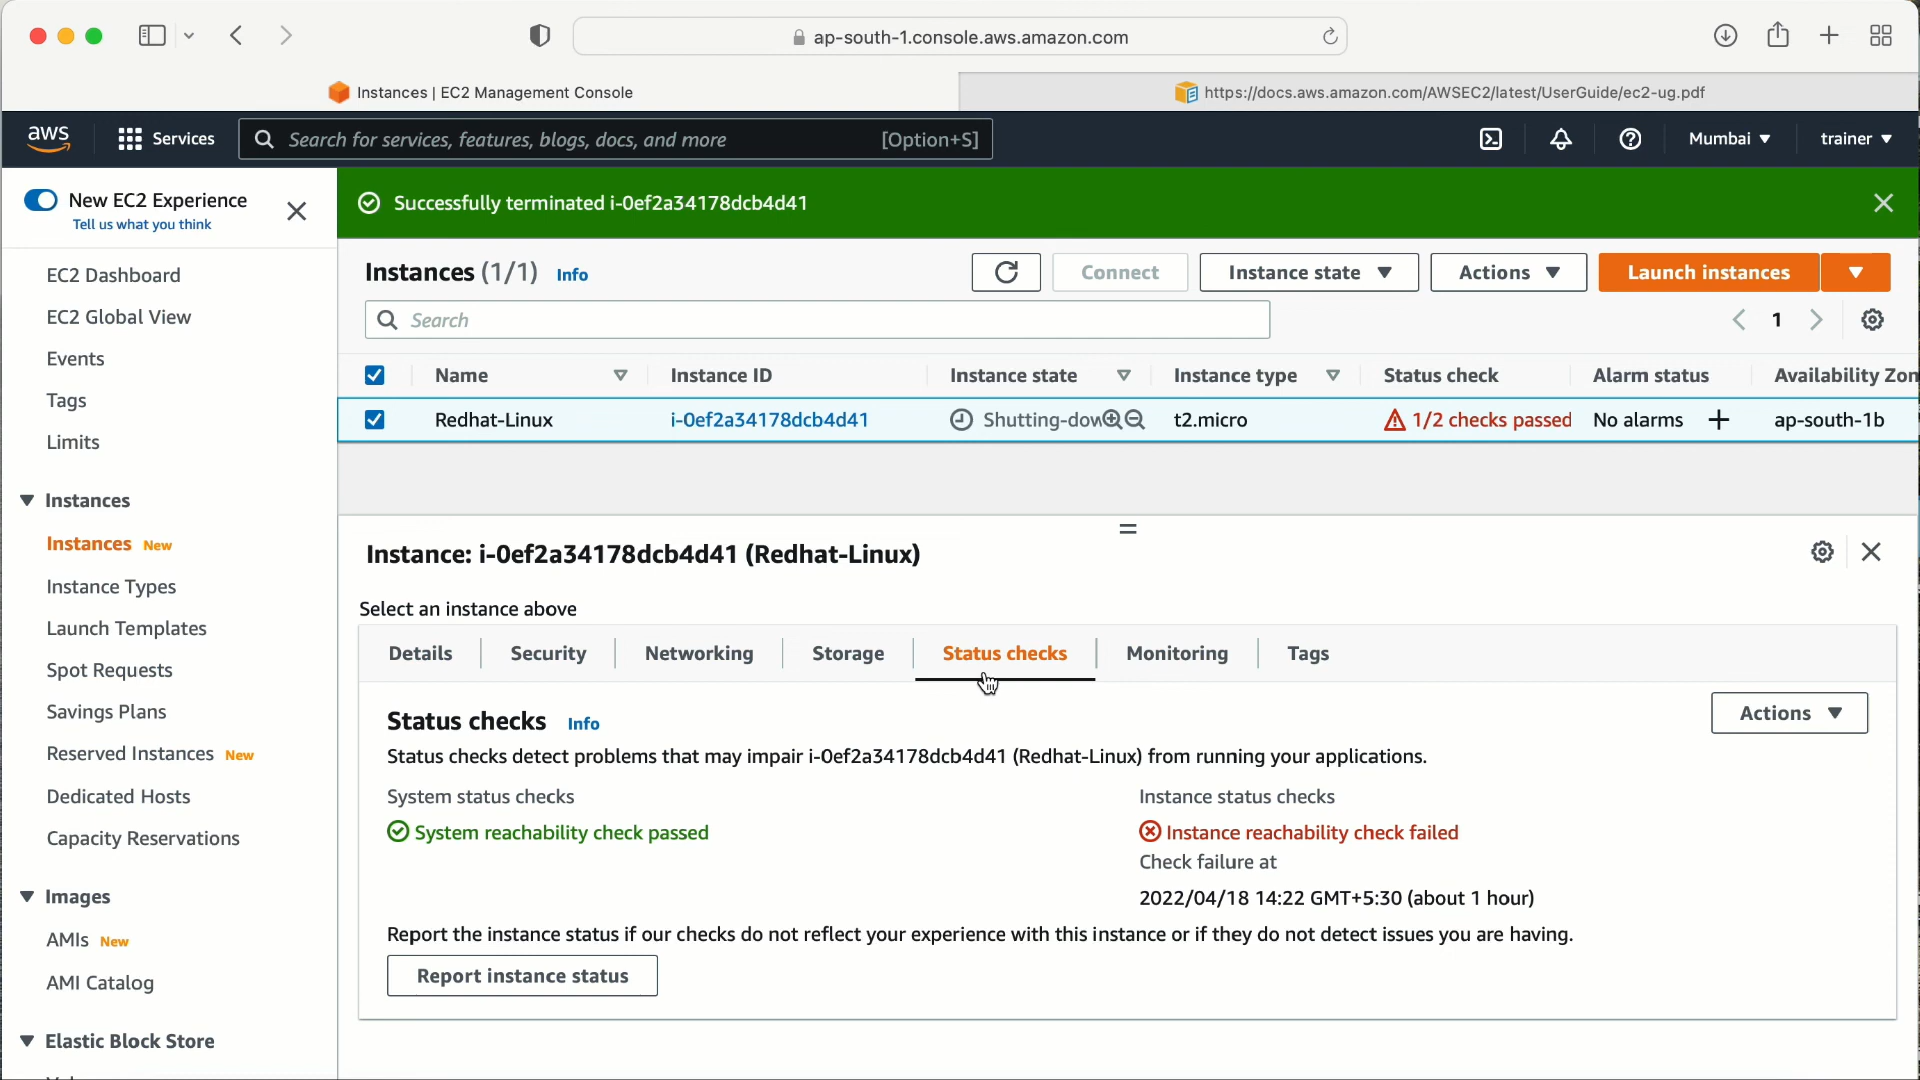 ap-south-1.console.aws.amazon.com
Instances | EC2 Management Console
https://docs.aws.amazon.com/AWSEC2/latest/UserGuide/ec2-ug.pdf
aws
Services
Search for services, features, blogs, docs, and more
[Option+S]
Mumbai
trainer
New EC2 Experience
Tell us what you think
Successfully terminated i-0ef2a34178dcb4d41
EC2 Dashboard
EC2 Global View
Events
Tags
Limits
Instances
Instances New
Instance Types
Launch Templates
Spot Requests
Savings Plans
Reserved Instances New
Dedicated Hosts
Capacity Reservations
Images
AMIs New
AMI Catalog
Elastic Block Store
Instances (1/1) Info
Connect
Instance state
Actions
Launch instances
Search
1
Name
Instance ID
Instance state
Instance type
Status check
Alarm status
Availability Zon
Redhat-Linux
i-0ef2a34178dcb4d41
Shutting-dow
t2.micro
1/2 checks passed
No alarms
ap-south-1b
Instance: i-0ef2a34178dcb4d41 (Redhat-Linux)
Select an instance above
Details
Security
Networking
Storage
Status checks
Monitoring
Tags
Status checks Info
Actions
Status checks detect problems that may impair i-0ef2a34178dcb4d41 (Redhat-Linux) from running your applications.
System status checks
System reachability check passed
Instance status checks
Instance reachability check failed
Check failure at
2022/04/18 14:22 GMT+5:30 (about 1 hour)
Report the instance status if our checks do not reflect your experience with this instance or if they do not detect issues you are having.
Report instance status